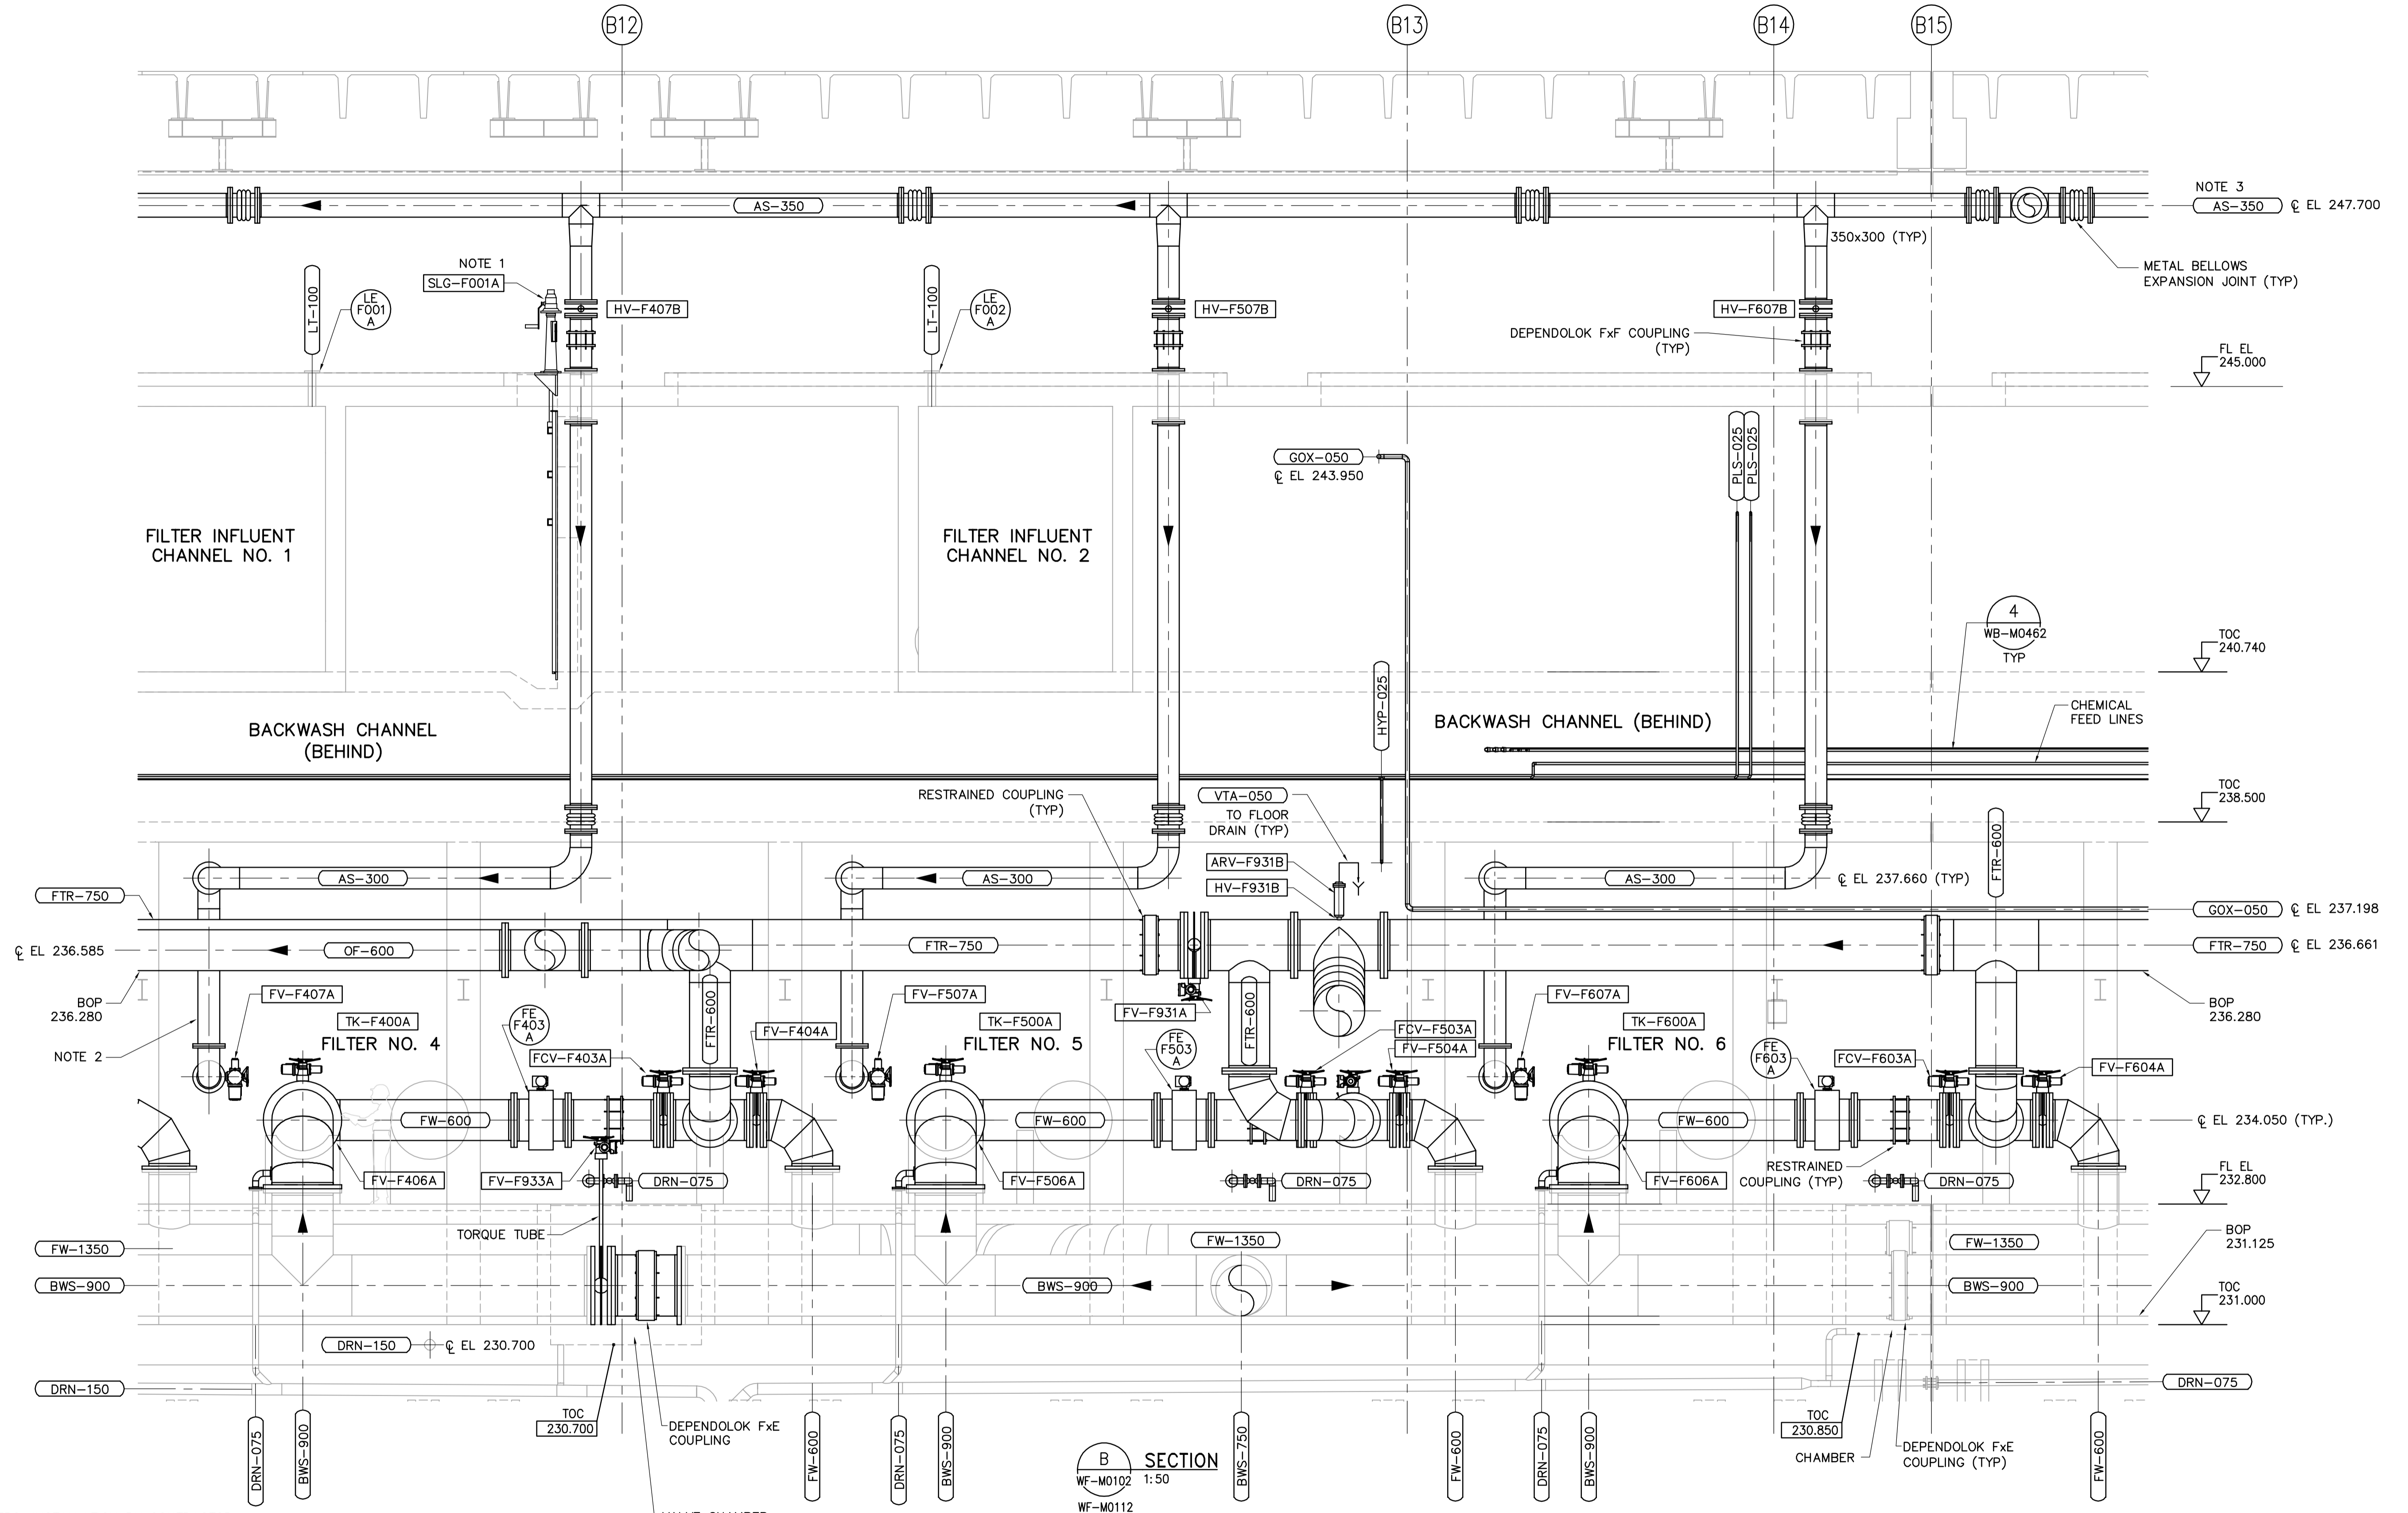 B12
B13
B14
B15
AS-350
NOTE 3
AS-350
℄ EL 247.700
350x300 (TYP)
METAL BELLOWS
EXPANSION JOINT (TYP)
NOTE 1
SLG-F001A
LT-100
LE
F001
A
HV-F407B
LT-100
LE
F002
A
HV-F507B
HV-F607B
DEPENDOLOK FxF COUPLING
(TYP)
FL EL
245.000
GOX-050
℄ EL 243.950
PLS-025
PLS-025
FILTER INFLUENT
CHANNEL NO. 1
FILTER INFLUENT
CHANNEL NO. 2
4
WB-M0462
TYP
TOC
240.740
HYP-025
BACKWASH CHANNEL
(BEHIND)
BACKWASH CHANNEL (BEHIND)
CHEMICAL
FEED LINES
RESTRAINED COUPLING
(TYP)
VTA-050
TO FLOOR
DRAIN (TYP)
TOC
238.500
FTR-600
ARV-F931B
HV-F931B
AS-300
AS-300
AS-300
℄ EL 237.660 (TYP)
FTR-750
GOX-050
℄ EL 237.198
℄ EL 236.585
OF-600
FTR-750
FTR-750
℄ EL 236.661
BOP
236.280
BOP
236.280
NOTE 2
FV-F407A
TK-F400A
FILTER NO. 4
FE
F403
A
FCV-F403A
FTR-600
FV-F404A
FV-F507A
TK-F500A
FILTER NO. 5
FV-F931A
FE
F503
A
FTR-600
FCV-F503A
FV-F504A
FV-F607A
TK-F600A
FILTER NO. 6
FE
F603
A
FCV-F603A
FV-F604A
FW-600
FW-600
FW-600
℄ EL 234.050 (TYP.)
FV-F406A
FV-F933A
DRN-075
FV-F506A
DRN-075
FV-F606A
RESTRAINED
COUPLING (TYP)
DRN-075
FL EL
232.800
TORQUE TUBE
FW-1350
FW-1350
FW-1350
BOP
231.125
BWS-900
BWS-900
BWS-900
TOC
231.000
DRN-150
℄ EL 230.700
DRN-150
DRN-075
TOC
230.700
DEPENDOLOK FxE
COUPLING
TOC
230.850
CHAMBER
DEPENDOLOK FxE
COUPLING (TYP)
DRN-075
BWS-900
FW-600
DRN-075
BWS-900
BWS-750
FW-600
DRN-075
BWS-900
FW-600
B
WF-M0102
WF-M0112
SECTION
1:50